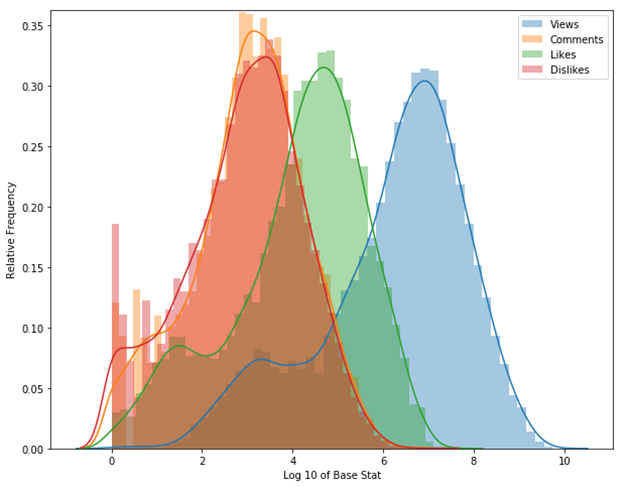 Views
Comments
Likes
Dislikes
0.35
0.30
0.25
0.20
0.15
0.10
0.05
0.00
Relative Frequency
0 2 4 6 8 10
Log 10 of Base Stat